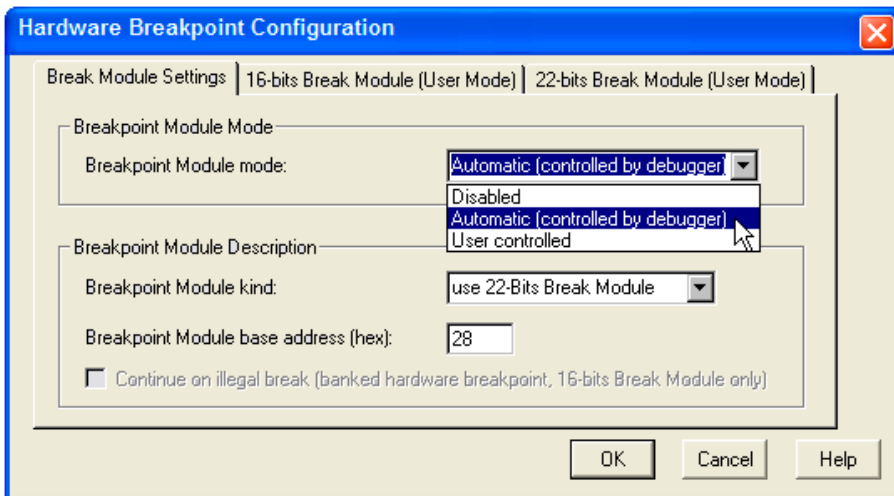 Hardware Breakpoint Configuration
Break Module Settings 16-bits Break Module (User Mode) 22-bits Break Module (User Mode)
Breakpoint Module Mode
Breakpoint Module mode: Automatic (controlled by debugger)
Disabled
Automatic (controlled by debugger)
User controlled
Breakpoint Module Description
Breakpoint Module kind: use 22-Bits Break Module
Breakpoint Module base address (hex): 28
Continue on illegal break (banked hardware breakpoint, 16-bits Break Module only)
OK Cancel Help